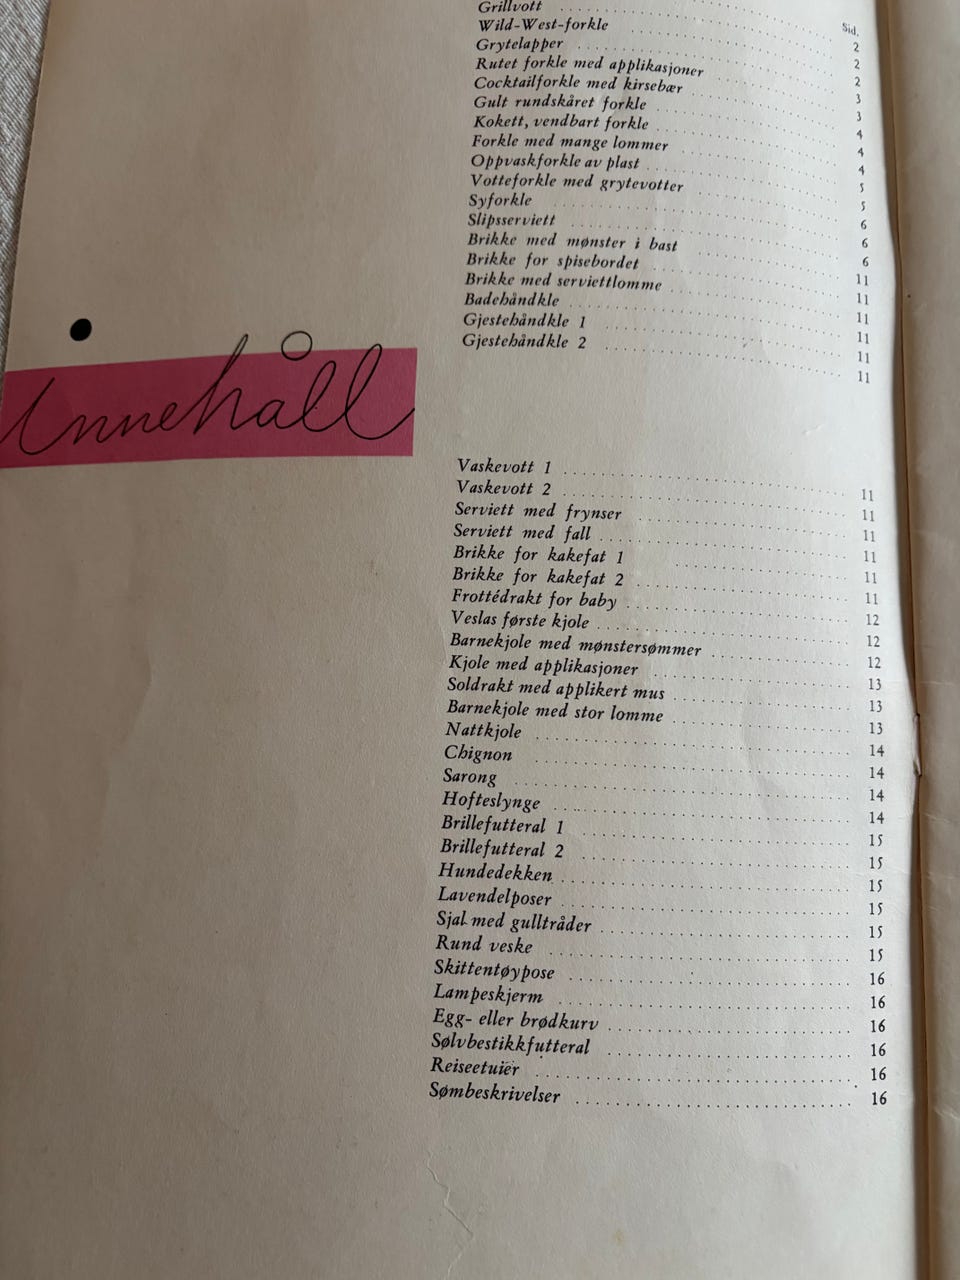 Sid.
2
Grillvott 2
Wild-West-forkle 2
Grytelapper 3
Rutet forkle med applikasjoner 3
Cocktailforkle med kirsebær 4
Gult rundskåret forkle 4
Kokett, vendbart forkle 4
Forkle med mange lommer 5
Oppvaskforkle av plast 5
Votteforkle med grytevotter 6
Syforkle 6
Slipsserviett 6
Brikke med mønster i bast 11
Brikke for spisebordet 11
Brikke med serviettlomme 11
Badehåndkle 11
Gjestehåndkle 1 11
Gjestehåndkle 2 11
innehåll
Vaskevott 1 11
Vaskevott 2 11
Serviett med frynser 11
Serviett med fall 11
Brikke for kakefat 1 11
Brikke for kakefat 2 11
Frottédrakt for baby 12
Veslas første kjole 12
Barnekjole med mønstersømmer 12
Kjole med applikasjoner 13
Soldrakt med applikert mus 13
Barnekjole med stor lomme 13
Nattkjole 14
Chignon 14
Sarong 14
Hofteslynge 14
Brillefutteral 1 15
Brillefutteral 2 15
Hundedekken 15
Lavendelposer 15
Sjal med gulltråder 15
Rund veske 15
Skittentøypose 16
Lampeskjerm 16
Egg- eller brødkurv 16
Sølvbestikkfutteral 16
Reiseetuier 16
Sømbeskrivelser 16